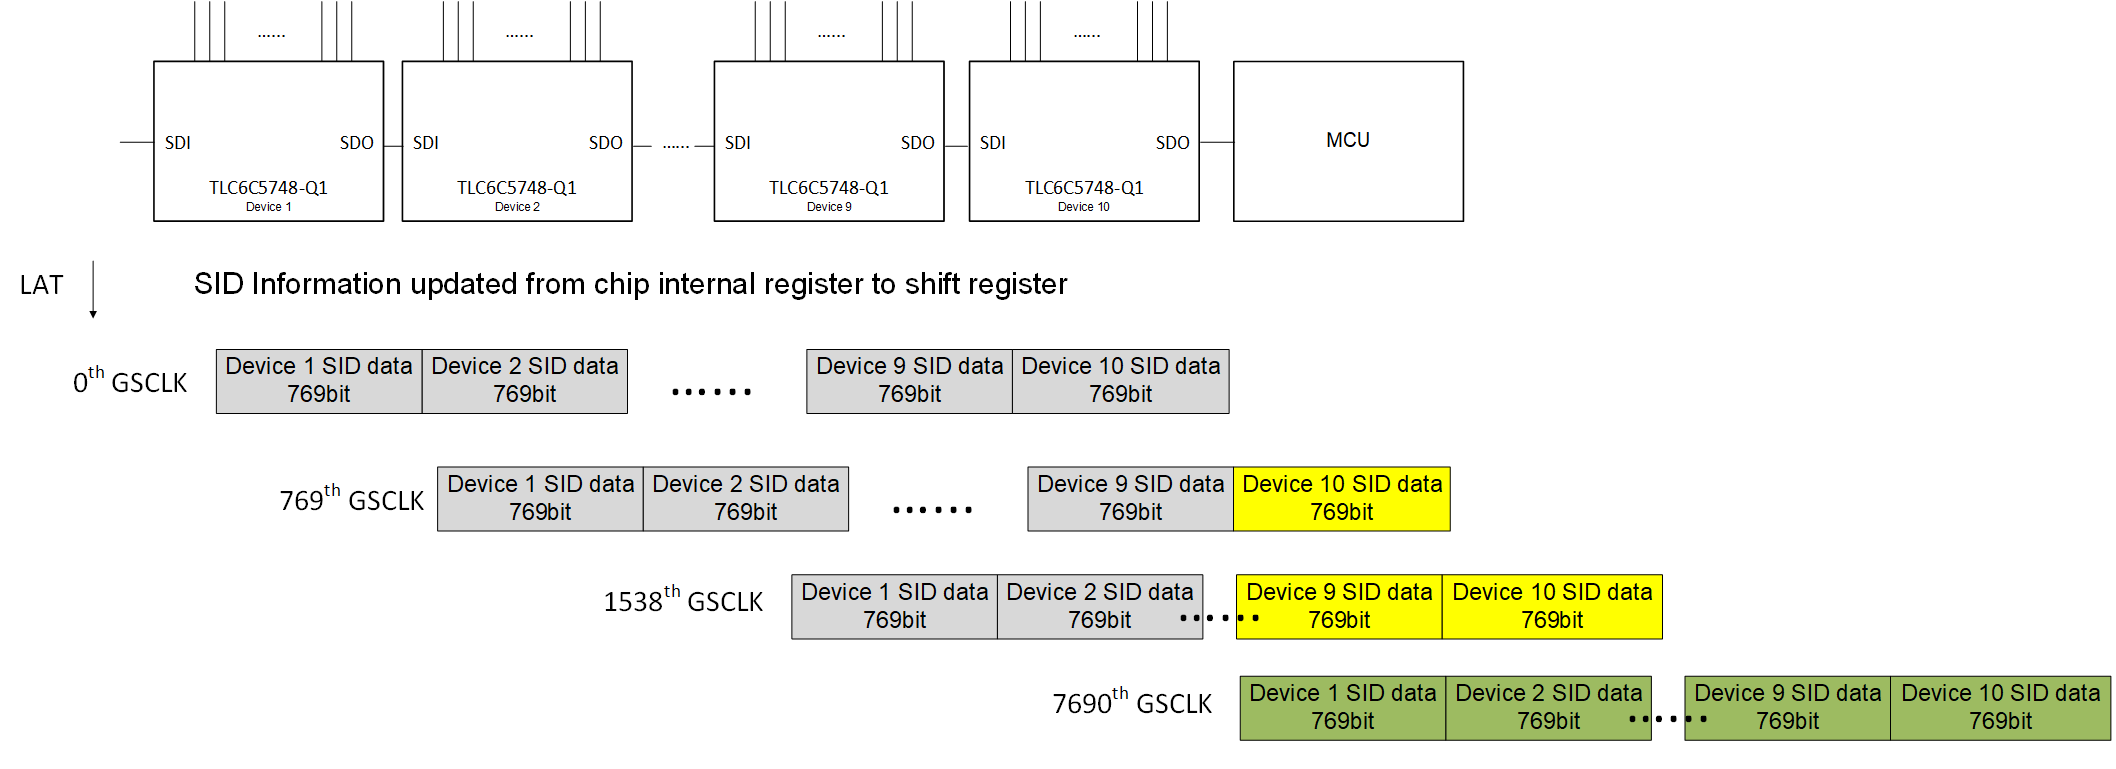 ...... ...... ...... ......
SDI SDO SDI SDO ...... SDI SDO SDI SDO MCU
TLC6C5748-Q1 TLC6C5748-Q1 TLC6C5748-Q1 TLC6C5748-Q1
Device 1 Device 2 Device 9 Device 10
LAT SID Information updated from chip internal register to shift register
0th GSCLK Device 1 SID data Device 2 SID data ...... Device 9 SID data Device 10 SID data
769bit 769bit 769bit 769bit
769th GSCLK Device 1 SID data Device 2 SID data ...... Device 9 SID data Device 10 SID data
769bit 769bit 769bit 769bit
1538th GSCLK Device 1 SID data Device 2 SID data ...... Device 9 SID data Device 10 SID data
769bit 769bit 769bit 769bit
7690th GSCLK Device 1 SID data Device 2 SID data ...... Device 9 SID data Device 10 SID data
769bit 769bit 769bit 769bit